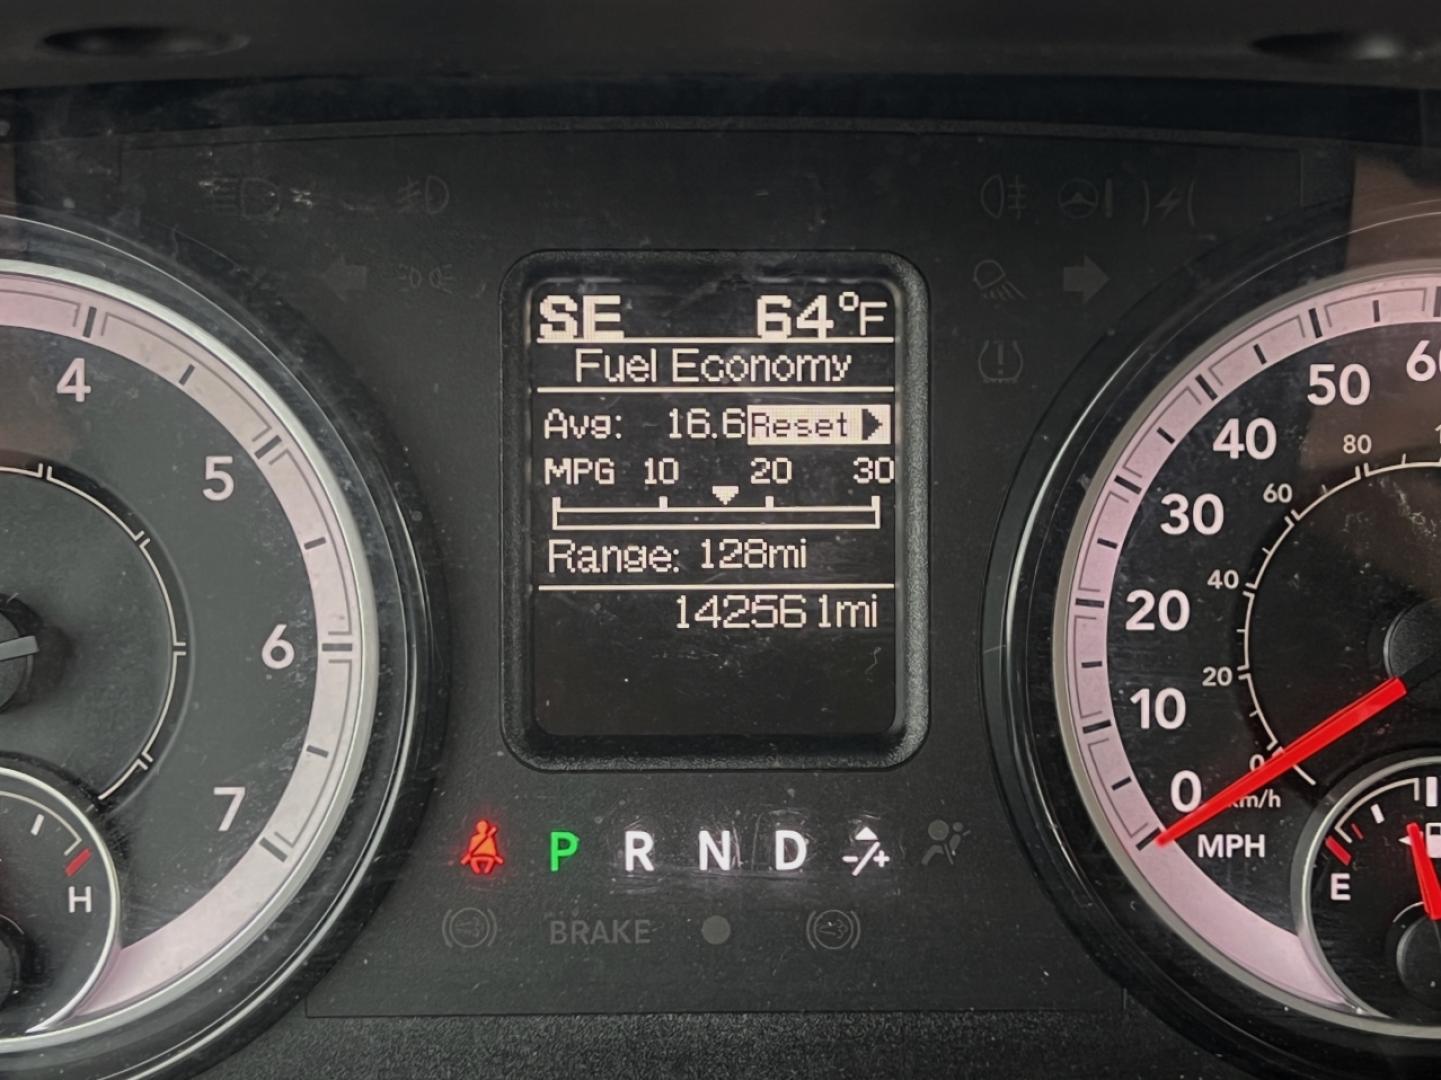 SE 64°F
Fuel Economy
Avg: 16.6 Reset
MPG 10 20 30
Range: 128mi
142561mi
4
5
6
7
H
50
40
30
20
10
0
MPH
80
60
40
20
0
km/h
E
P R N D -/+
BRAKE